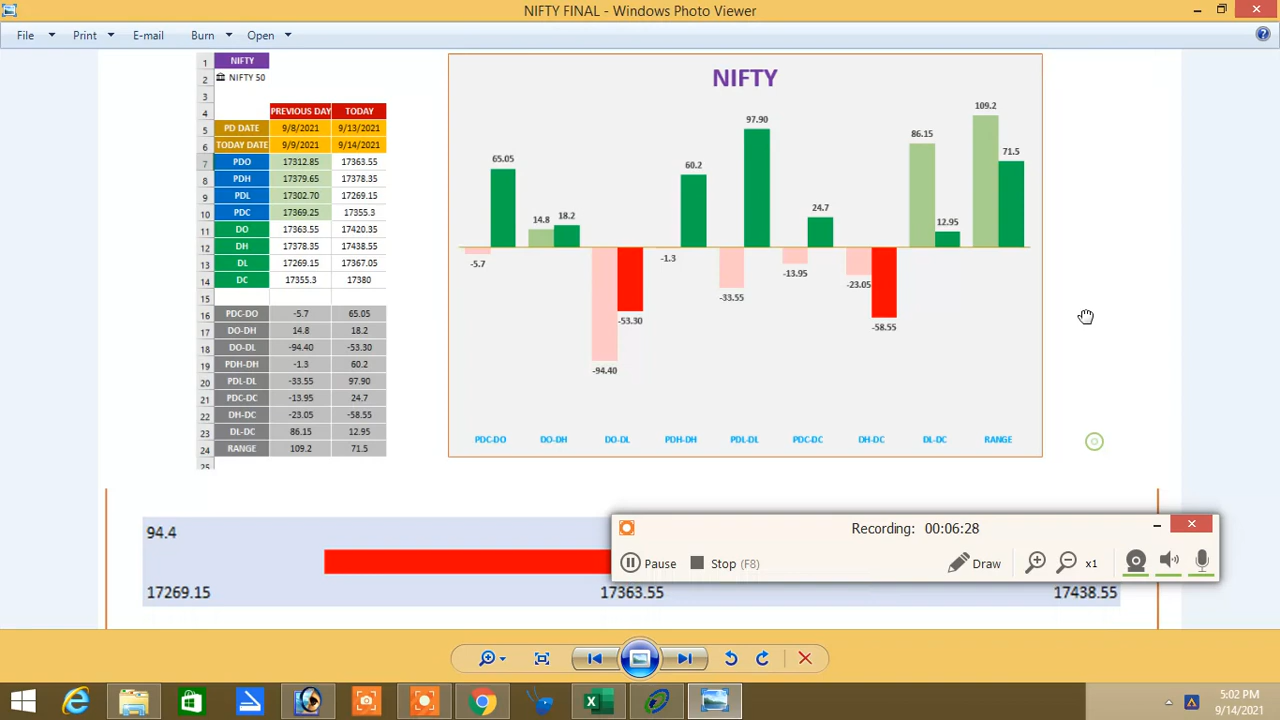 NIFTY FINAL - Windows Photo Viewer
File Print E-mail Burn Open
1 NIFTY
2 NIFTY 50
3
4 PREVIOUS DAY TODAY
5 PD DATE 9/8/2021 9/13/2021
6 TODAY DATE 9/9/2021 9/14/2021
7 PDO 17312.85 17363.55
8 PDH 17379.65 17378.35
9 PDL 17302.70 17269.15
10 PDC 17369.25 17355.3
11 DO 17363.55 17420.35
12 DH 17378.35 17438.55
13 DL 17269.15 17367.05
14 DC 17355.3 17380
15
16 PDC-DO -5.7 65.05
17 DO-DH 14.8 18.2
18 DO-DL -94.40 -53.30
19 PDH-DH -1.3 60.2
20 PDL-DL -33.55 97.90
21 PDC-DC -13.95 24.7
22 DH-DC -23.05 -58.55
23 DL-DC 86.15 12.95
24 RANGE 109.2 71.5
25
NIFTY
109.2
97.90
86.15
71.5
65.05
60.2
14.8 18.2
24.7
12.95
-5.7
-1.3
-13.95
-23.05
-33.55
-53.30
-58.55
-94.40
PDC-DO DO-DH DO-DL PDH-DH PDL-DL PDC-DC DH-DC DL-DC RANGE
94.4
17269.15 17363.55 17438.55
Recording: 00:06:28
Pause Stop (F8) Draw x1
5:02 PM
9/14/2021